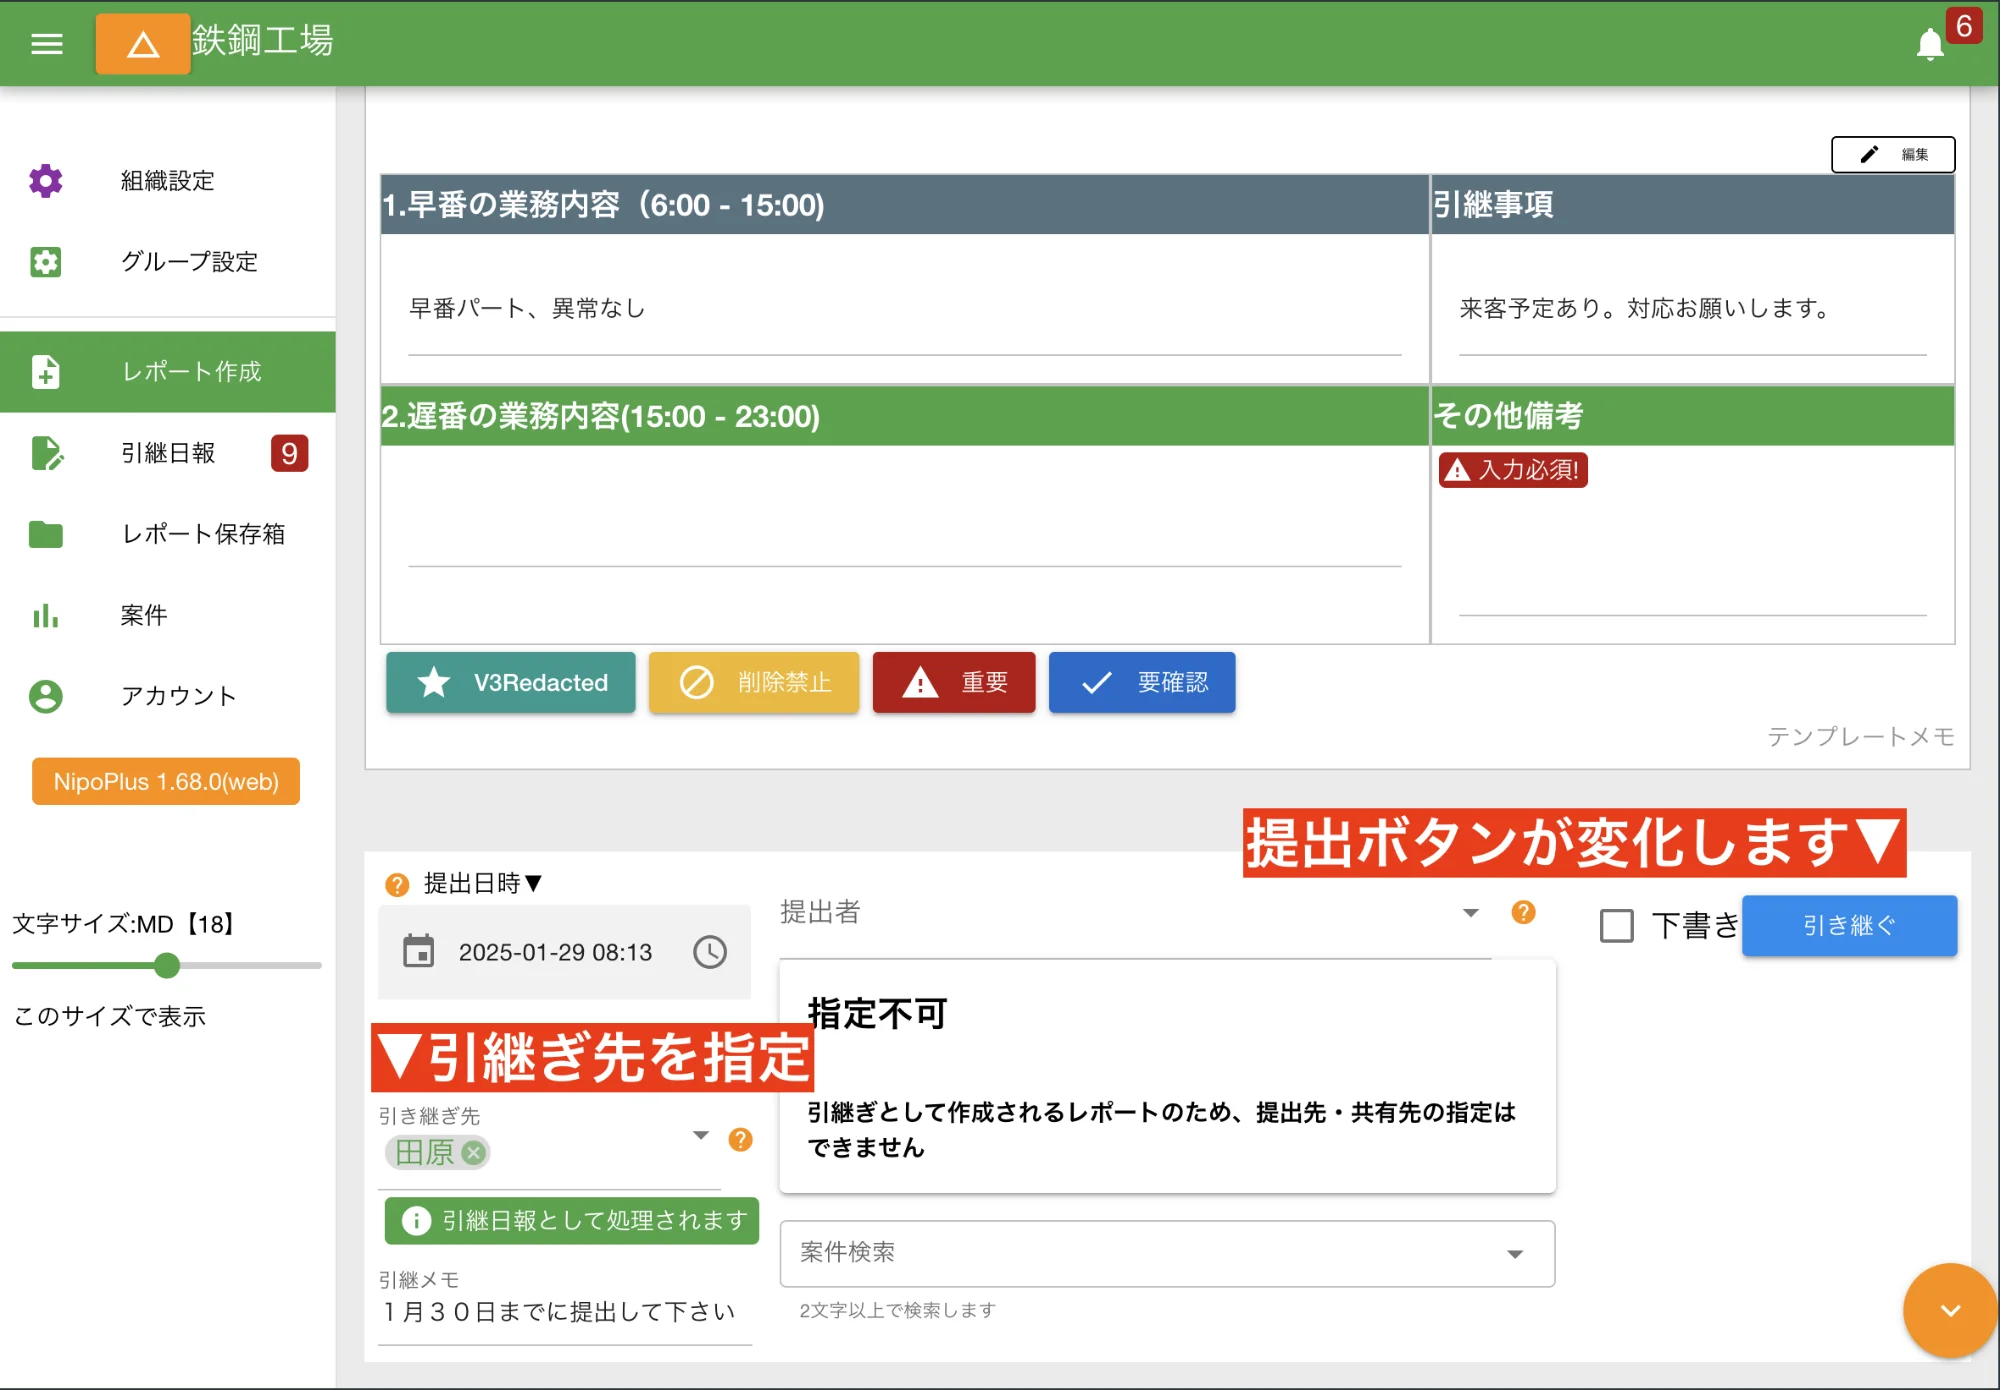 鉄鋼工場
6
組織設定
グループ設定
レポート作成
引継日報
9
レポート保存箱
案件
アカウント
NipoPlus 1.68.0(web)
文字サイズ:MD【18】
このサイズで表示
編集
1.早番の業務内容（6:00 - 15:00)
引継事項
早番パート、異常なし
来客予定あり。対応お願いします。
2.遅番の業務内容(15:00 - 23:00)
その他備考
入力必須!
V3Redacted
削除禁止
重要
要確認
テンプレートメモ
提出ボタンが変化します▼
提出日時▼
2025-01-29 08:13
提出者
下書き
引き継ぐ
▼引継ぎ先を指定
指定不可
引継ぎとして作成されるレポートのため、提出先・共有先の指定は
できません
引き継ぎ先
田原
引継日報として処理されます
案件検索
2文字以上で検索します
引継メモ
１月３０日までに提出して下さい